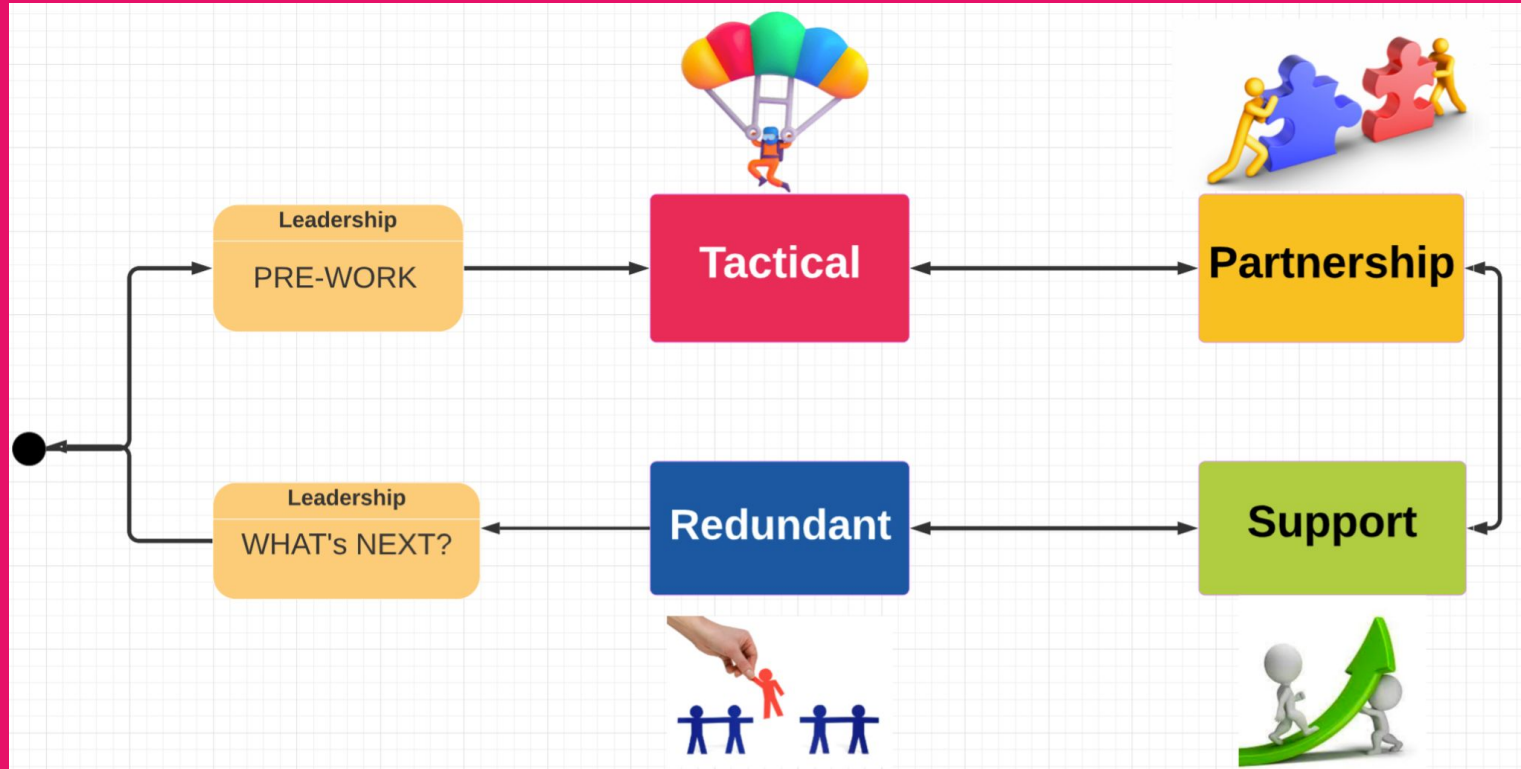 Leadership
PRE-WORK
Tactical
Partnership
Leadership
WHAT's NEXT?
Redundant
Support